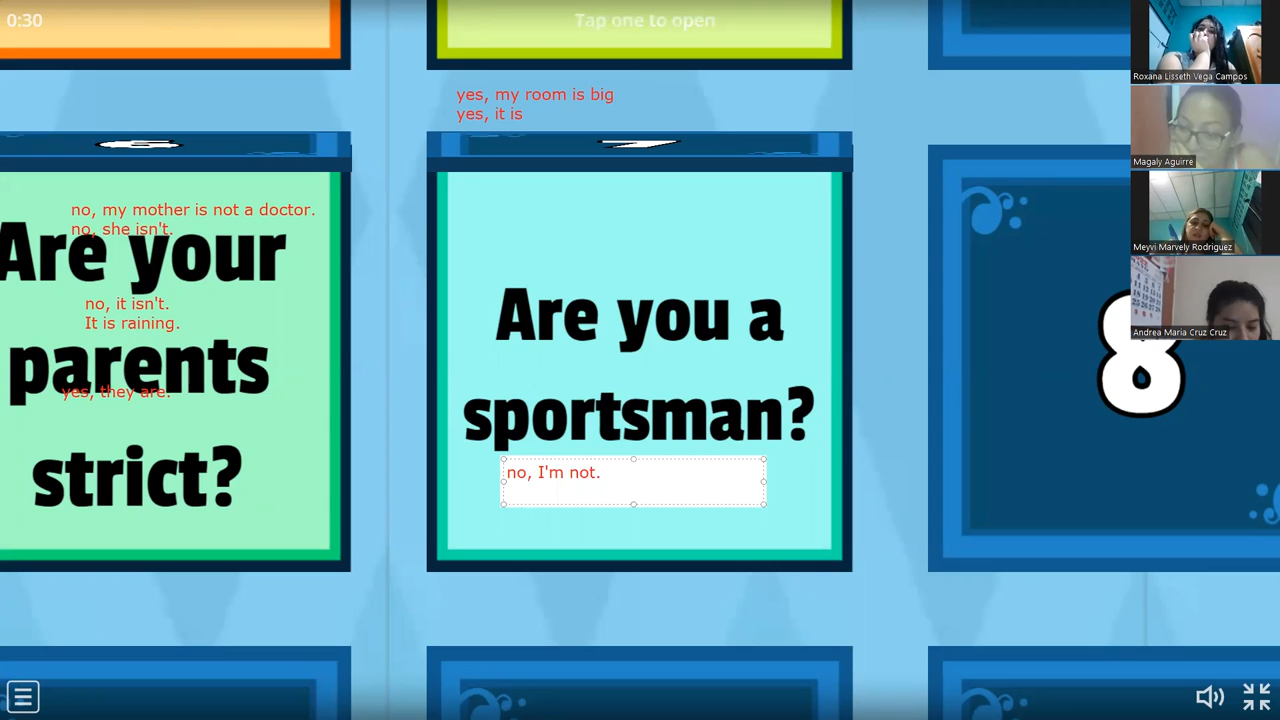 0:30
Tap one to open
Roxana Lisseth Vega Campos
yes, my room is big
yes, it is
6
7
Magaly Aguirre
no, my mother is not a doctor.
no, she isn't.
Are your
parents
strict?
no, it isn't.
It is raining.
yes, they are.
Are you a
sportsman?
no, I'm not.
Meyvi Marvely Rodriguez
Andrea Maria Cruz Cruz
8